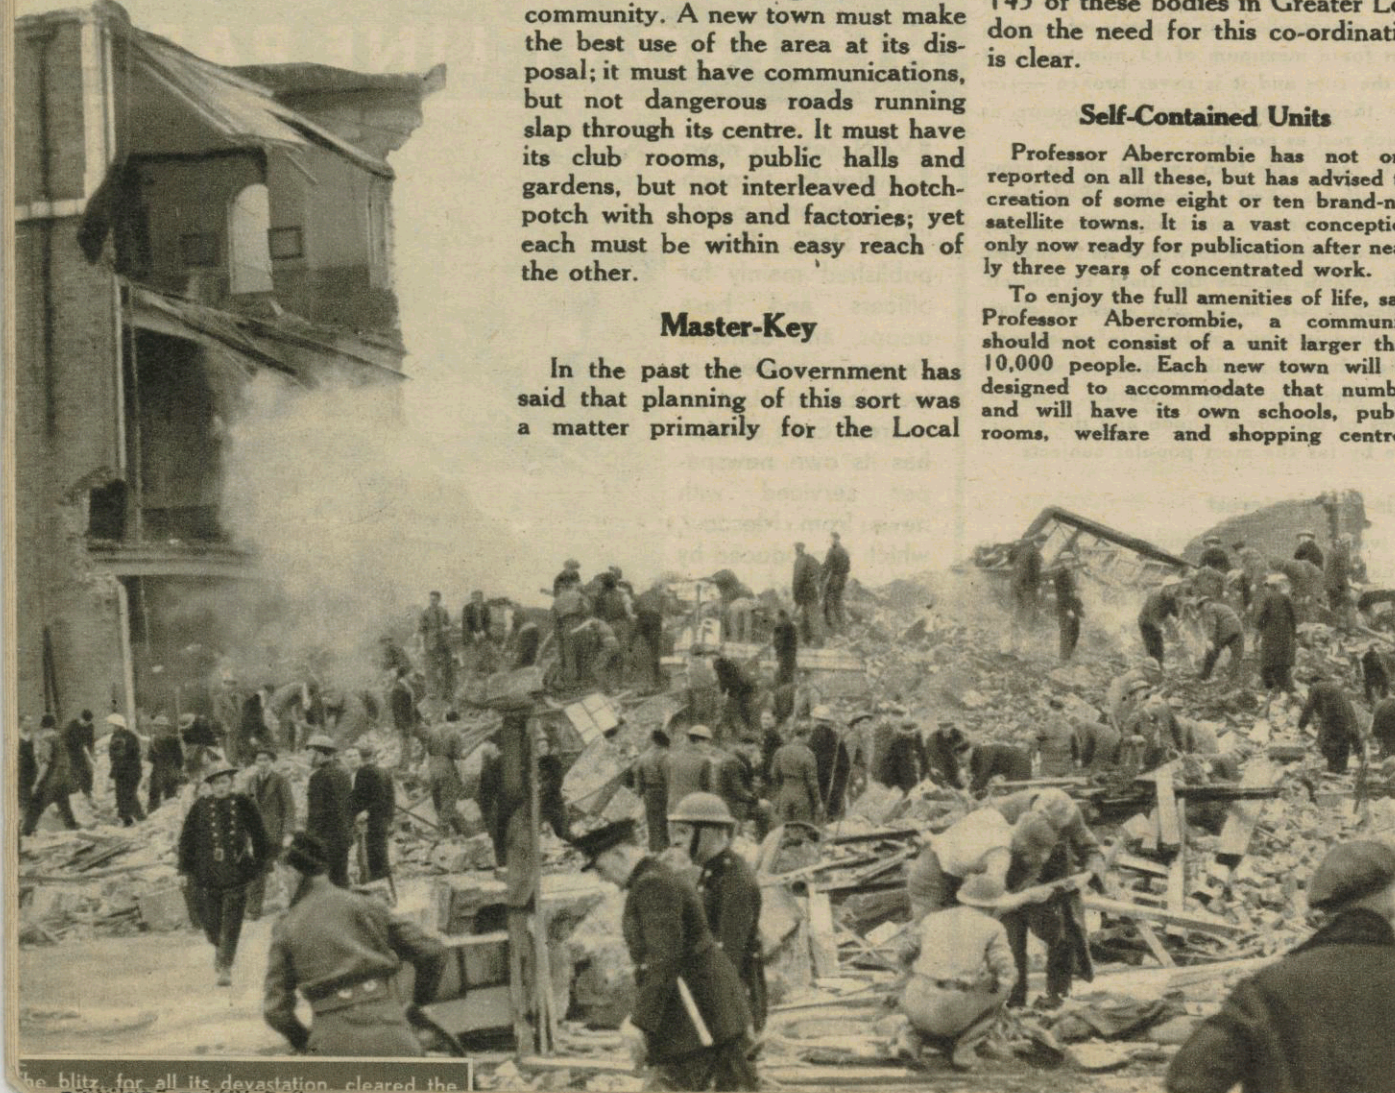 community. A new town must make
the best use of the area at its dis-
posal; it must have communications,
but not dangerous roads running
slap through its centre. It must have
its club rooms, public halls and
gardens, but not interleaved hotch-
potch with shops and factories; yet
each must be within easy reach of
the other.
Master-Key
In the past the Government has
said that planning of this sort was
a matter primarily for the Local
145 of these bodies in Greater Lo
don the need for this co-ordinati
is clear.
Self-Contained Units
Professor Abercrombie has not o
reported on all these, but has advised
creation of some eight or ten brand-n
satellite towns. It is a vast concepti
only now ready for publication after nea
ly three years of concentrated work.
To enjoy the full amenities of life, sa
Professor Abercrombie, a commun
should not consist of a unit larger th
10,000 people. Each new town will
designed to accommodate that numb
and will have its own schools, pub
rooms, welfare and shopping centr
he blitz, for all its devastation, cleared the